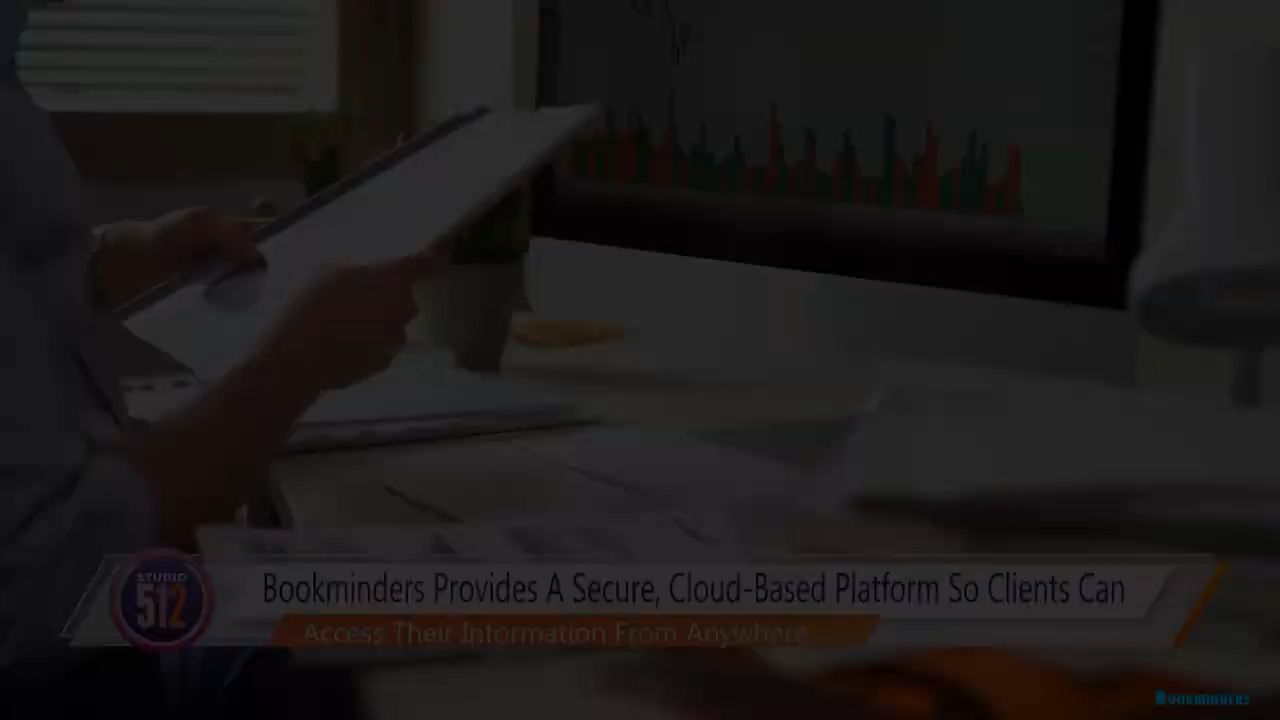 STUDIO
512
Bookminders Provides A Secure, Cloud-Based Platform So Clients Can
Access Their Information From Anywhere
BOOKMINDERS